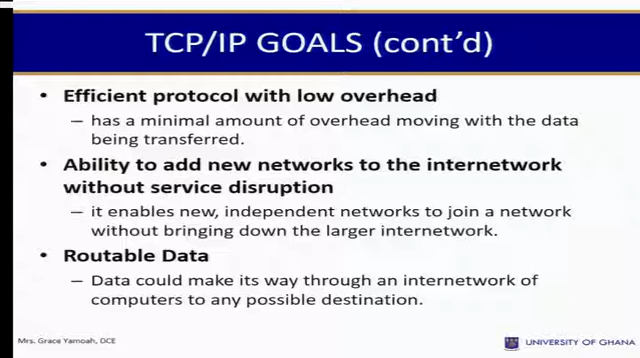 TCP/IP GOALS (cont'd)
• Efficient protocol with low overhead
– has a minimal amount of overhead moving with the data
being transferred.
• Ability to add new networks to the internetwork
without service disruption
– it enables new, independent networks to join a network
without bringing down the larger internetwork.
• Routable Data
– Data could make its way through an internetwork of
computers to any possible destination.
Mrs. Grace Yamoah, DCE
UNIVERSITY OF GHANA